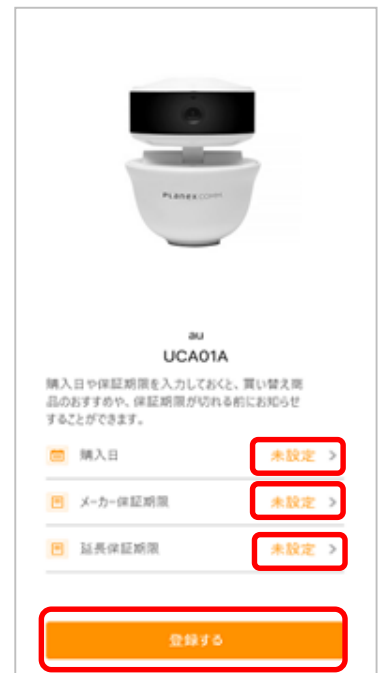 PLANEX COMM
au
UCA01A
購入日や保証期限を入力しておくと、買い替え商
品のおすすめや、保証期限が切れる前にお知らせ
することができます。
購入日 未設定 >
メーカー保証期限 未設定 >
延長保証期限 未設定 >
登録する